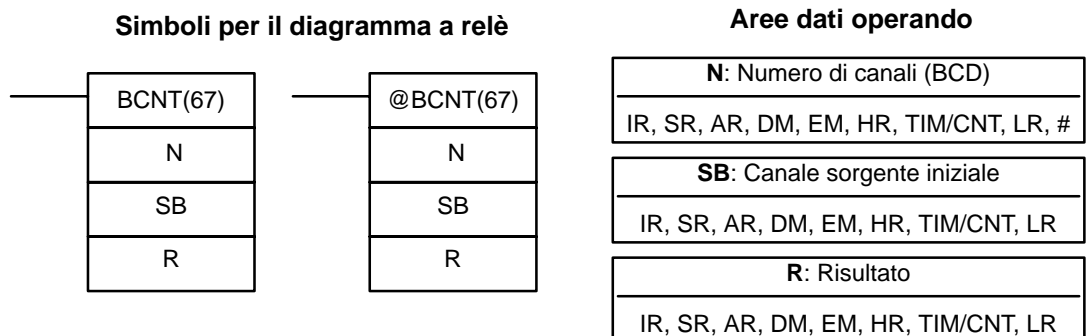 Simboli per il diagramma a relè
BCNT(67)
N
SB
R
@BCNT(67)
N
SB
R
Aree dati operando
N: Numero di canali (BCD)
IR, SR, AR, DM, EM, HR, TIM/CNT, LR, #
SB: Canale sorgente iniziale
IR, SR, AR, DM, EM, HR, TIM/CNT, LR
R: Risultato
IR, SR, AR, DM, EM, HR, TIM/CNT, LR